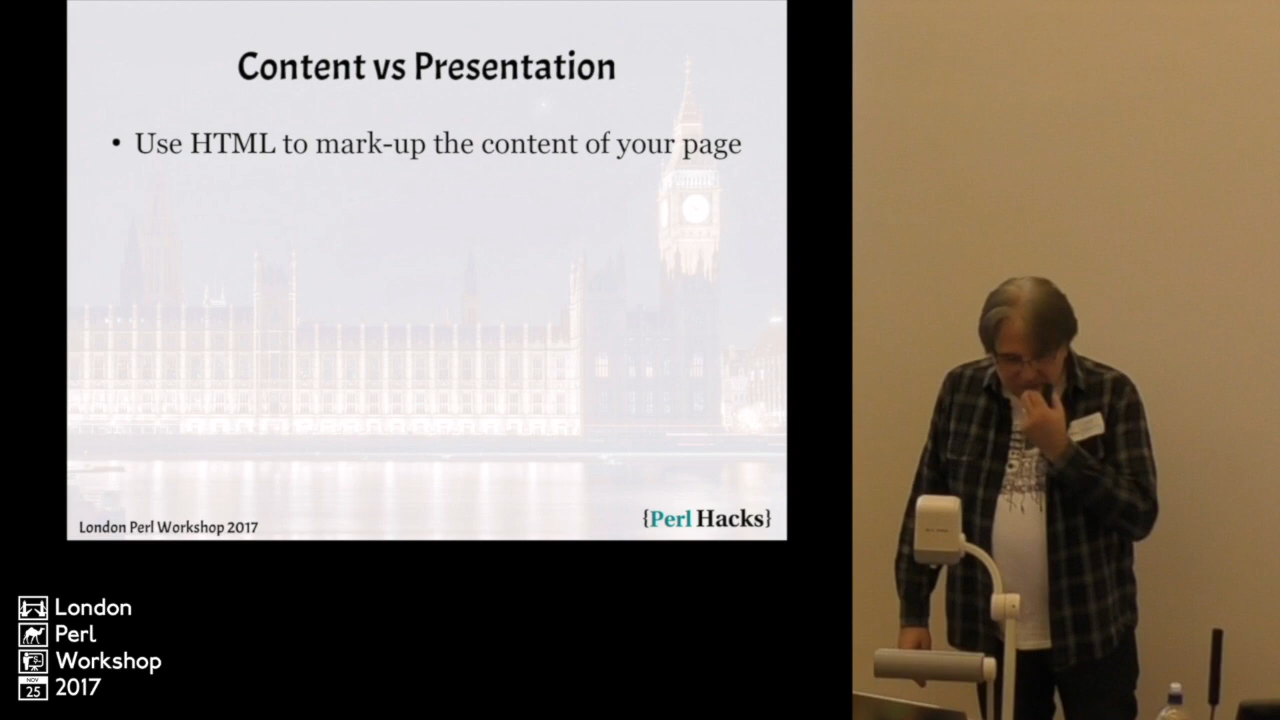 Content vs Presentation
• Use HTML to mark-up the content of your page
London Perl Workshop 2017
{Perl Hacks}
London
Perl
Workshop
NOV
25
2017